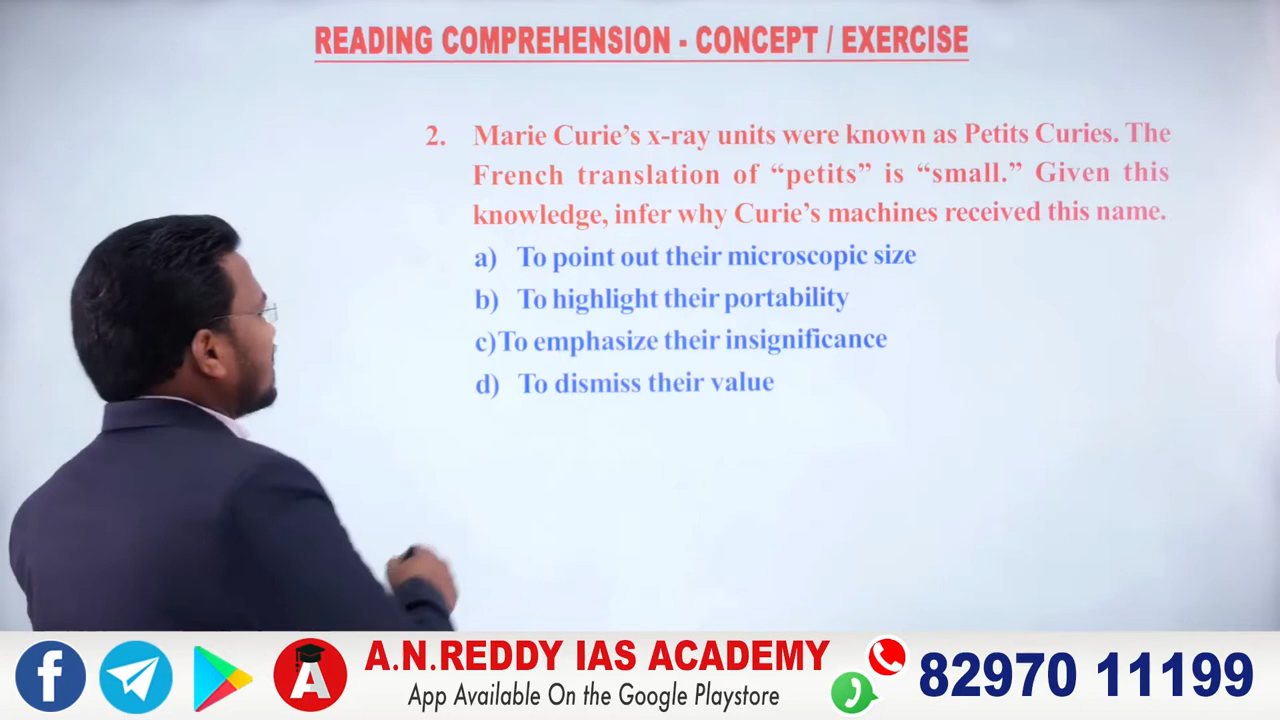 READING COMPREHENSION - CONCEPT / EXERCISE
2. Marie Curie’s x-ray units were known as Petits Curies. The
French translation of “petits” is “small.” Given this
knowledge, infer why Curie’s machines received this name.
a) To point out their microscopic size
b) To highlight their portability
c)To emphasize their insignificance
d) To dismiss their value
f
A
A.N.REDDY IAS ACADEMY
App Available On the Google Playstore
82970 11199